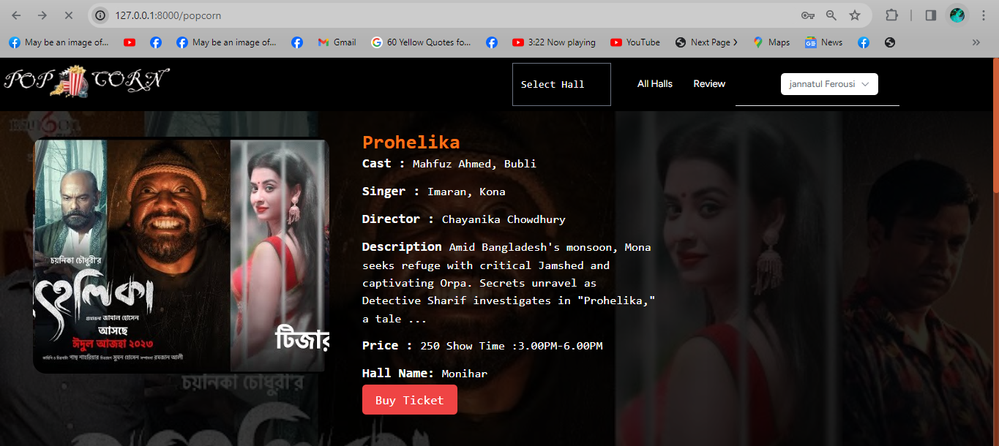 127.0.0.1:8000/popcorn
May be an image of...
May be an image of...
Gmail
60 Yellow Quotes fo...
3:22 Now playing
YouTube
Next Page
Maps
News
POP CORN
Select Hall
All Halls
Review
jannatul Ferousi
Prohelika
Cast : Mahfuz Ahmed, Bubli
Singer : Imaran, Kona
Director : Chayanika Chowdhury
Description Amid Bangladesh's monsoon, Mona
seeks refuge with critical Jamshed and
captivating Orpa. Secrets unravel as
Detective Sharif investigates in "Prohelika,"
a tale ...
Price : 250 Show Time :3.00PM-6.00PM
Hall Name: Monihar
Buy Ticket
চয়নিকা চৌধুরী'র
হেলিকা
প্রযোজনা জামাল হোসেন
আসছে
ঈদুল আজহা ২০২৩
টিজার
চয়নিকা চৌধুরী'র